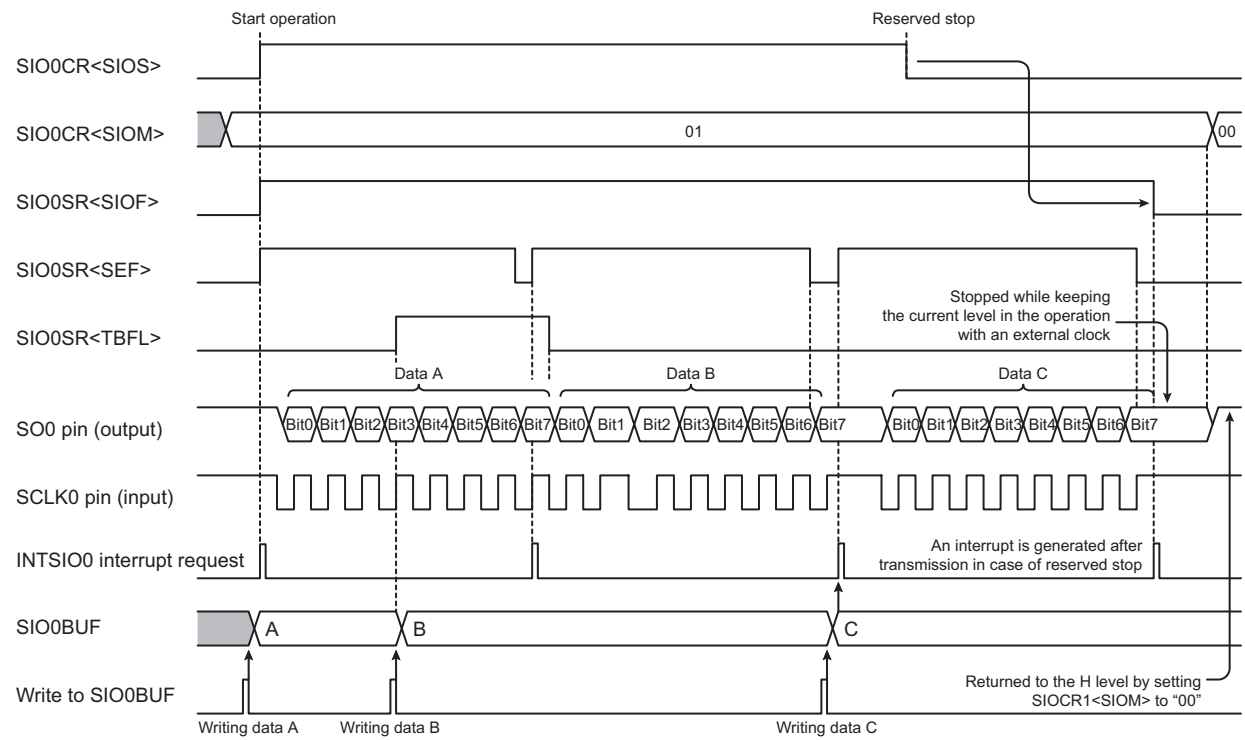 Start operation
Reserved stop
SIO0CR<SIOS>
SIO0CR<SIOM>
01
00
SIO0SR<SIOF>
SIO0SR<SEF>
Stopped while keeping
the current level in the operation
with an external clock
SIO0SR<TBFL>
Data A
Data B
Data C
SO0 pin (output)
Bit0 Bit1 Bit2 Bit3 Bit4 Bit5 Bit6 Bit7 Bit0 Bit1 Bit2 Bit3 Bit4 Bit5 Bit6 Bit7 Bit0 Bit1 Bit2 Bit3 Bit4 Bit5 Bit6 Bit7
SCLK0 pin (input)
INTSIO0 interrupt request
An interrupt is generated after
transmission in case of reserved stop
SIO0BUF
A
B
C
Write to SIO0BUF
Returned to the H level by setting
SIOCR1<SIOM> to “00”
Writing data A
Writing data B
Writing data C